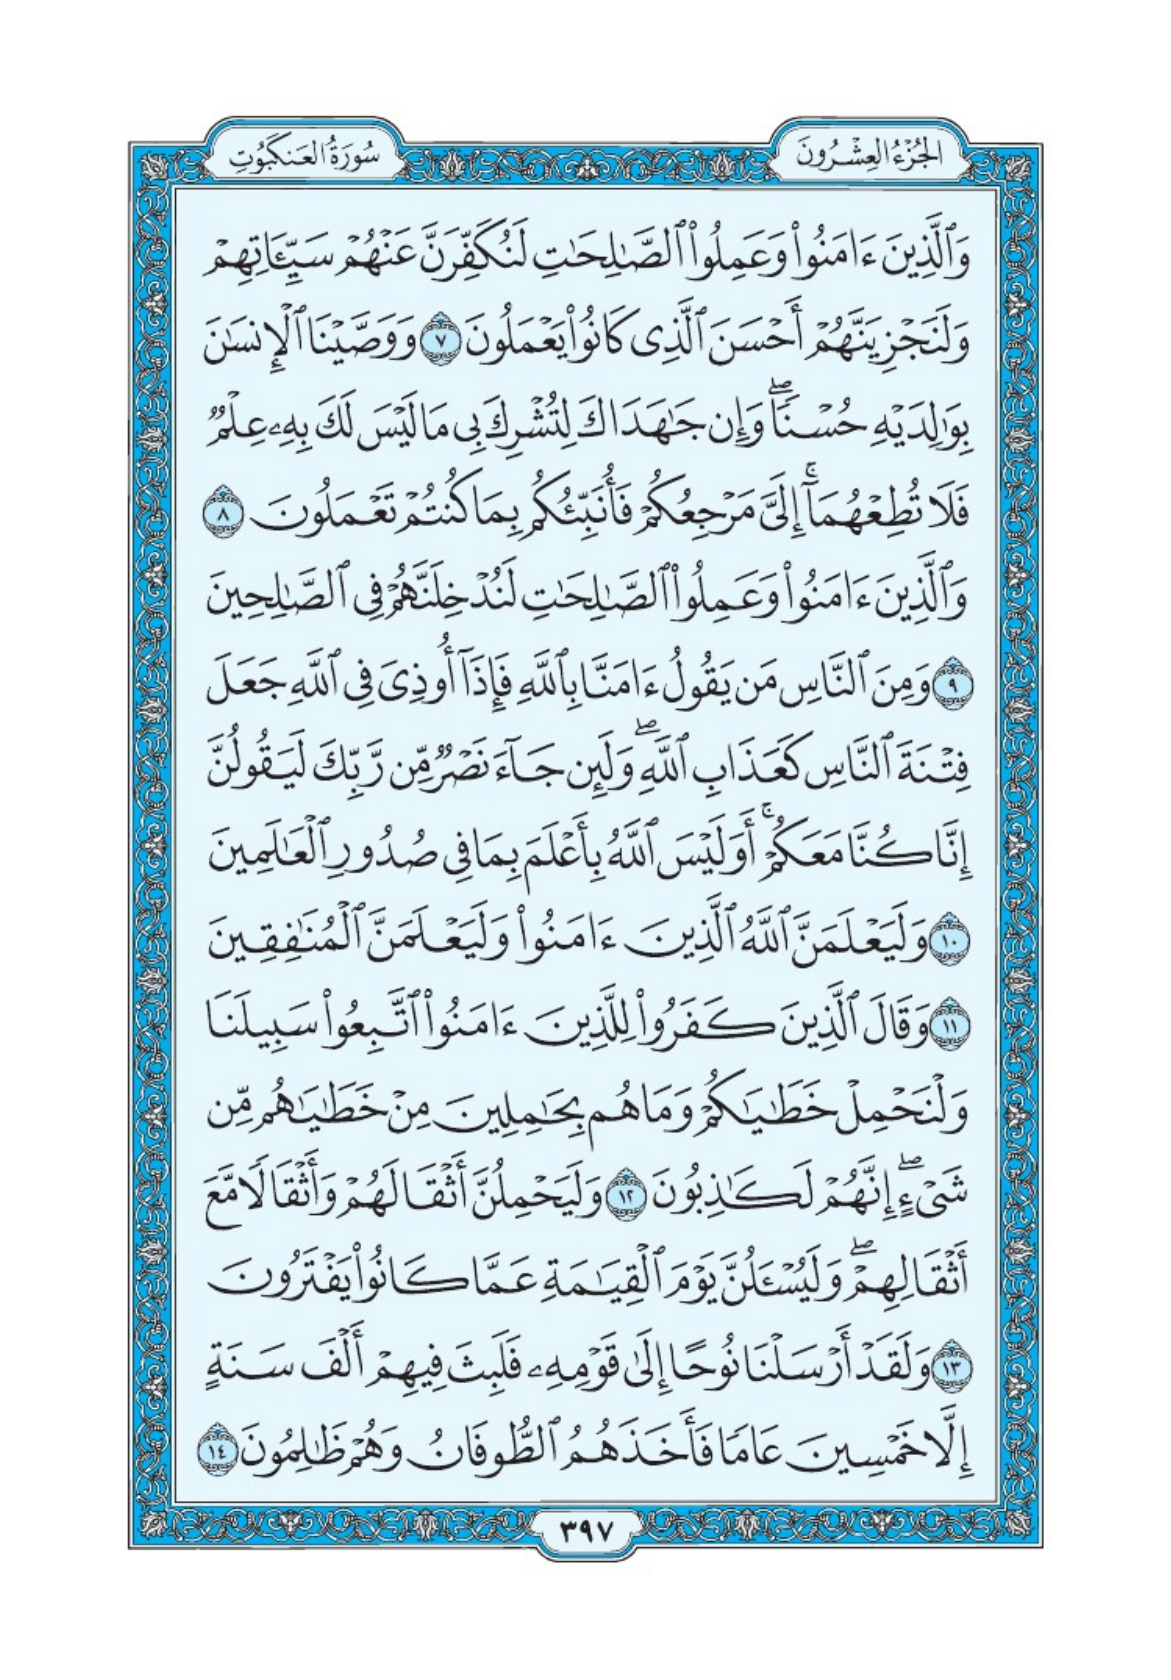 الجُزْءُ العِشْرُونَ
سُورَةُ العَنكَبُوتِ
وَٱلَّذِينَ ءَامَنُوا۟ وَعَمِلُوا۟ ٱلصَّٰلِحَٰتِ لَنُكَفِّرَنَّ عَنْهُمْ سَيِّـَٔاتِهِمْ
وَلَنَجْزِيَنَّهُمْ أَحْسَنَ ٱلَّذِى كَانُوا۟ يَعْمَلُونَ ٧ وَوَصَّيْنَا ٱلْإِنسَٰنَ
بِوَٰلِدَيْهِ حُسْنًاۖ وَإِن جَٰهَدَاكَ لِتُشْرِكَ بِى مَا لَيْسَ لَكَ بِهِۦ عِلْمٌ
فَلَا تُطِعْهُمَآۚ إِلَىَّ مَرْجِعُكُمْ فَأُنَبِّئُكُم بِمَا كُنتُمْ تَعْمَلُونَ ٨
وَٱلَّذِينَ ءَامَنُوا۟ وَعَمِلُوا۟ ٱلصَّٰلِحَٰتِ لَنُدْخِلَنَّهُمْ فِى ٱلصَّٰلِحِينَ
٩ وَمِنَ ٱلنَّاسِ مَن يَقُولُ ءَامَنَّا بِٱللَّهِ فَإِذَآ أُوذِىَ فِى ٱللَّهِ جَعَلَ
فِتْنَةَ ٱلنَّاسِ كَعَذَابِ ٱللَّهِۖ وَلَئِن جَآءَ نَصْرٌ مِّن رَّبِّكَ لَيَقُولُنَّ
إِنَّا كُنَّا مَعَكُمْۚ أَوَلَيْسَ ٱللَّهُ بِأَعْلَمَ بِمَا فِى صُدُورِ ٱلْعَٰلَمِينَ
١٠ وَلَيَعْلَمَنَّ ٱللَّهُ ٱلَّذِينَ ءَامَنُوا۟ وَلَيَعْلَمَنَّ ٱلْمُنَٰفِقِينَ
١١ وَقَالَ ٱلَّذِينَ كَفَرُوا۟ لِلَّذِينَ ءَامَنُوا۟ ٱتَّبِعُوا۟ سَبِيلَنَا
وَلْنَحْمِلْ خَطَٰيَٰكُمْ وَمَا هُم بِحَٰمِلِينَ مِنْ خَطَٰيَٰهُم مِّن
شَىْءٍۖ إِنَّهُمْ لَكَٰذِبُونَ ١٢ وَلَيَحْمِلُنَّ أَثْقَالَهُمْ وَأَثْقَالًا مَّعَ
أَثْقَالِهِمْۖ وَلَيُسْـَٔلُنَّ يَوْمَ ٱلْقِيَٰمَةِ عَمَّا كَانُوا۟ يَفْتَرُونَ
١٣ وَلَقَدْ أَرْسَلْنَا نُوحًا إِلَىٰ قَوْمِهِۦ فَلَبِثَ فِيهِمْ أَلْفَ سَنَةٍ
إِلَّا خَمْسِينَ عَامًا فَأَخَذَهُمُ ٱلطُّوفَانُ وَهُمْ ظَٰلِمُونَ ١٤
٣٩٧